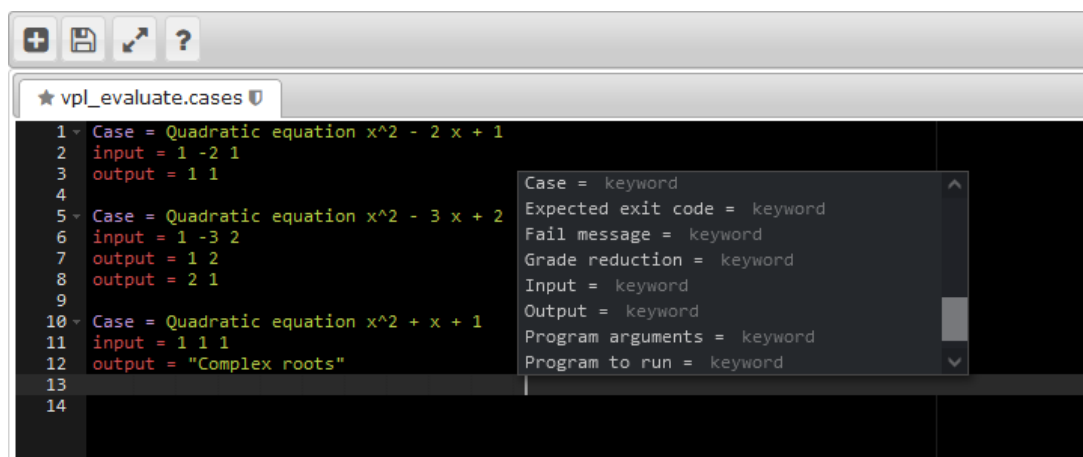 ?
vpl_evaluate.cases
1 Case = Quadratic equation x^2 - 2 x + 1
2 input = 1 -2 1
3 output = 1 1
4
5 Case = Quadratic equation x^2 - 3 x + 2
6 input = 1 -3 2
7 output = 1 2
8 output = 2 1
9
10 Case = Quadratic equation x^2 + x + 1
11 input = 1 1 1
12 output = "Complex roots"
13
14
Case = keyword
Expected exit code = keyword
Fail message = keyword
Grade reduction = keyword
Input = keyword
Output = keyword
Program arguments = keyword
Program to run = keyword